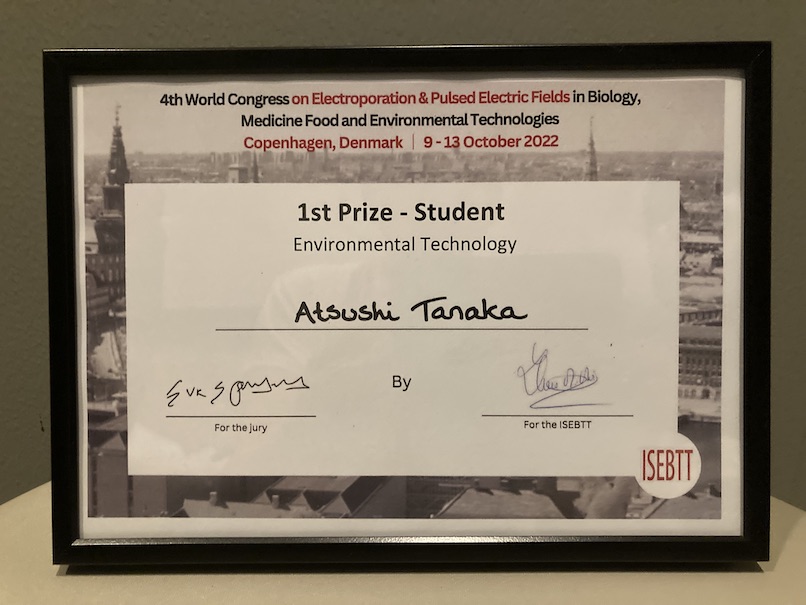 4th World Congress on Electroporation & Pulsed Electric Fields in Biology,
Medicine Food and Environmental Technologies
Copenhagen, Denmark | 9 - 13 October 2022
1st Prize - Student
Environmental Technology
Atsushi Tanaka
By
For the jury
For the ISEBTT
ISEBTT